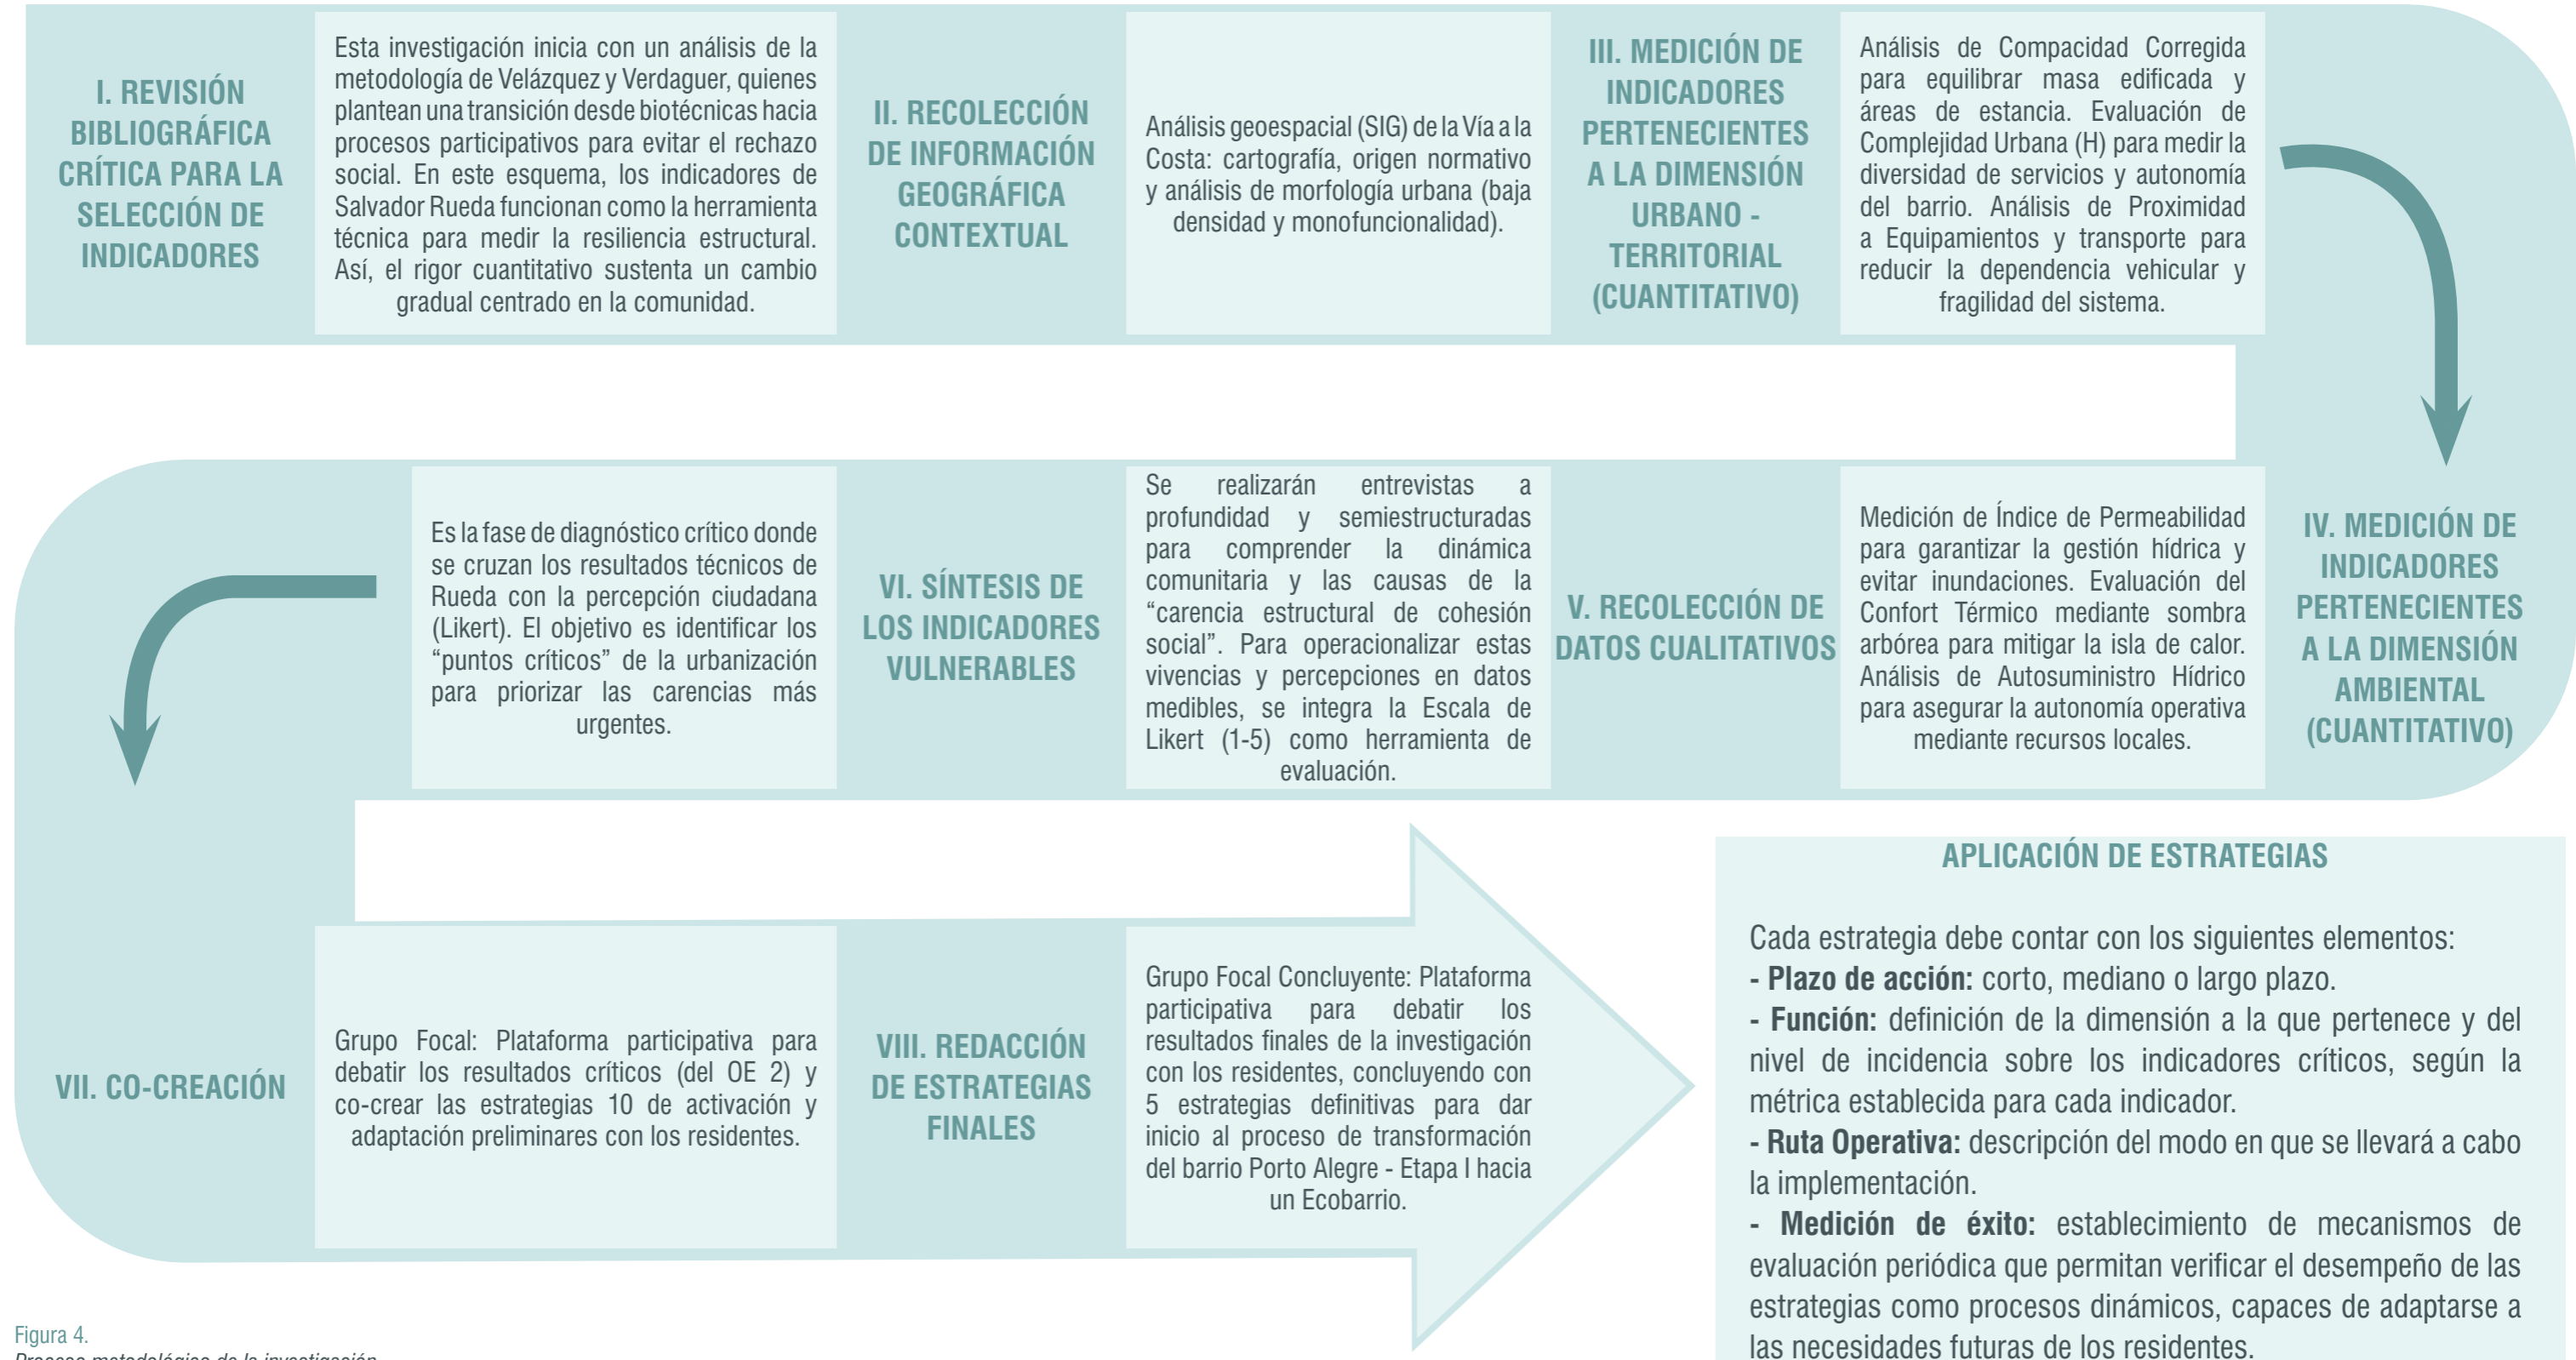 I. REVISIÓN
BIBLIOGRÁFICA
CRÍTICA PARA LA
SELECCIÓN DE
INDICADORES
Esta investigación inicia con un análisis de la
metodología de Velázquez y Verdaguer, quienes
plantean una transición desde biotécnicas hacia
procesos participativos para evitar el rechazo
social. En este esquema, los indicadores de
Salvador Rueda funcionan como la herramienta
técnica para medir la resiliencia estructural.
Así, el rigor cuantitativo sustenta un cambio
gradual centrado en la comunidad.
II. RECOLECCIÓN
DE INFORMACIÓN
GEOGRÁFICA
CONTEXTUAL
Análisis geoespacial (SIG) de la Vía a la
Costa: cartografía, origen normativo
y análisis de morfología urbana (baja
densidad y monofuncionalidad).
III. MEDICIÓN DE
INDICADORES
PERTENECIENTES
A LA DIMENSIÓN
URBANO -
TERRITORIAL
(CUANTITATIVO)
Análisis de Compacidad Corregida
para equilibrar masa edificada y
áreas de estancia. Evaluación de
Complejidad Urbana (H) para medir la
diversidad de servicios y autonomía
del barrio. Análisis de Proximidad
a Equipamientos y transporte para
reducir la dependencia vehicular y
fragilidad del sistema.
IV. MEDICIÓN DE
INDICADORES
PERTENECIENTES
A LA DIMENSIÓN
AMBIENTAL
(CUANTITATIVO)
Medición de Índice de Permeabilidad
para garantizar la gestión hídrica y
evitar inundaciones. Evaluación del
Confort Térmico mediante sombra
arbórea para mitigar la isla de calor.
Análisis de Autosuministro Hídrico
para asegurar la autonomía operativa
mediante recursos locales.
V. RECOLECCIÓN DE
DATOS CUALITATIVOS
Se realizarán entrevistas a
profundidad y semiestructuradas
para comprender la dinámica
comunitaria y las causas de la
“carencia estructural de cohesión
social”. Para operacionalizar estas
vivencias y percepciones en datos
medibles, se integra la Escala de
Likert (1-5) como herramienta de
evaluación.
VI. SÍNTESIS DE
LOS INDICADORES
VULNERABLES
Es la fase de diagnóstico crítico donde
se cruzan los resultados técnicos de
Rueda con la percepción ciudadana
(Likert). El objetivo es identificar los
“puntos críticos” de la urbanización
para priorizar las carencias más
urgentes.
VII. CO-CREACIÓN
Grupo Focal: Plataforma participativa para
debatir los resultados críticos (del OE 2) y
co-crear las estrategias 10 de activación y
adaptación preliminares con los residentes.
VIII. REDACCIÓN
DE ESTRATEGIAS
FINALES
Grupo Focal Concluyente: Plataforma
participativa para debatir los
resultados finales de la investigación
con los residentes, concluyendo con
5 estrategias definitivas para dar
inicio al proceso de transformación
del barrio Porto Alegre - Etapa I hacia
un Ecobarrio.
APLICACIÓN DE ESTRATEGIAS
Cada estrategia debe contar con los siguientes elementos:
- Plazo de acción: corto, mediano o largo plazo.
- Función: definición de la dimensión a la que pertenece y del
nivel de incidencia sobre los indicadores críticos, según la
métrica establecida para cada indicador.
- Ruta Operativa: descripción del modo en que se llevará a cabo
la implementación.
- Medición de éxito: establecimiento de mecanismos de
evaluación periódica que permitan verificar el desempeño de las
estrategias como procesos dinámicos, capaces de adaptarse a
las necesidades futuras de los residentes.
Figura 4.
Proceso metodológico de la investigación